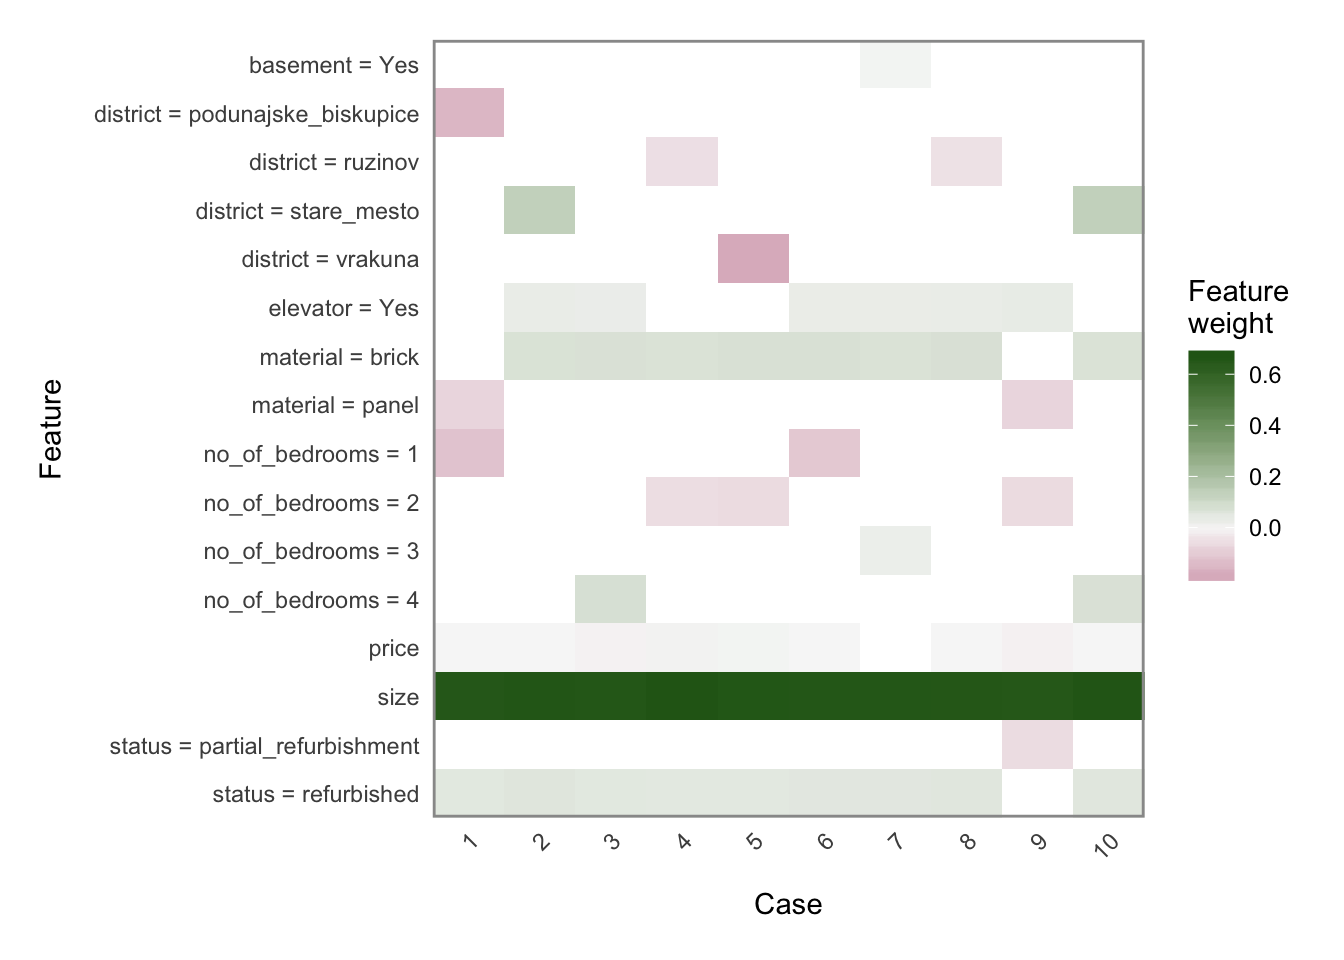 basement = Yes
district = podunajske_biskupice
district = ruzinov
district = stare_mesto
district = vrakuna
elevator = Yes
material = brick
material = panel
no_of_bedrooms = 1
no_of_bedrooms = 2
no_of_bedrooms = 3
no_of_bedrooms = 4
price
size
status = partial_refurbishment
status = refurbished
Feature
1 2 3 4 5 6 7 8 9 10
Case
Feature
weight
0.6
0.4
0.2
0.0